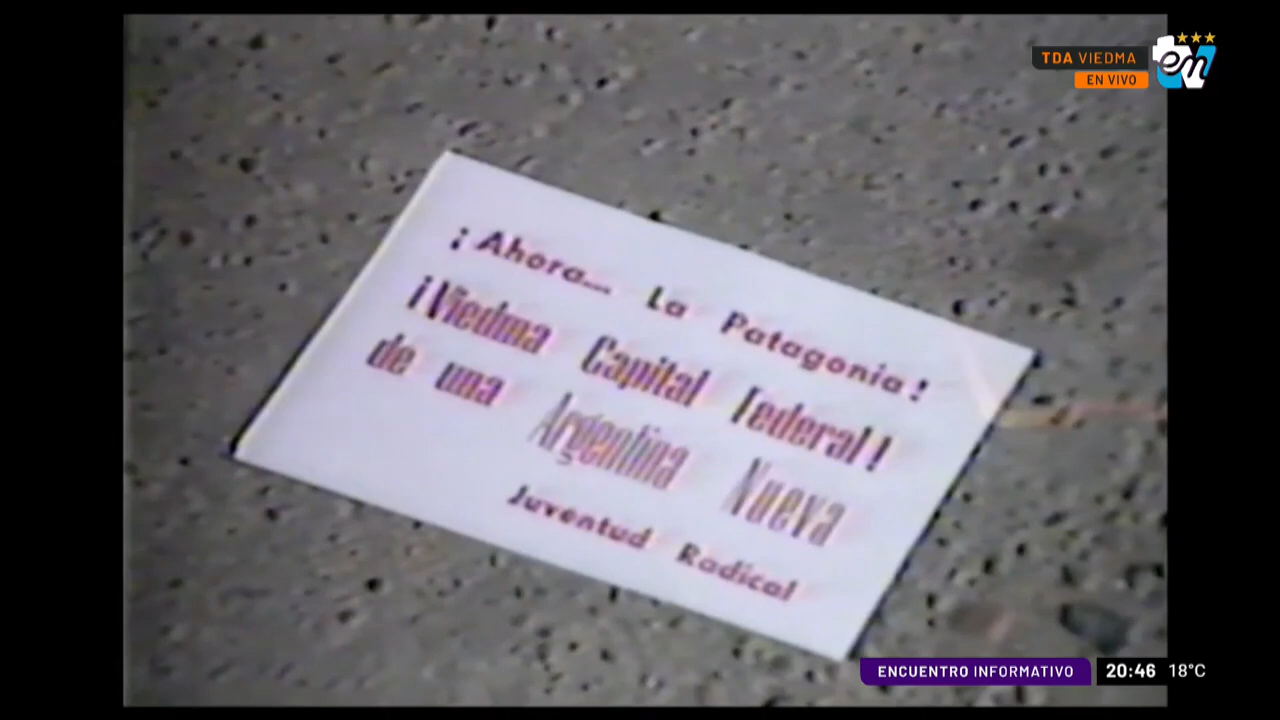 TDA VIEDMA
EN VIVO
en
¡Ahora... La Patagonia!
¡Viedma Capital Federal!
de una Argentina Nueva
Juventud Radical
ENCUENTRO INFORMATIVO
20:46 18°C